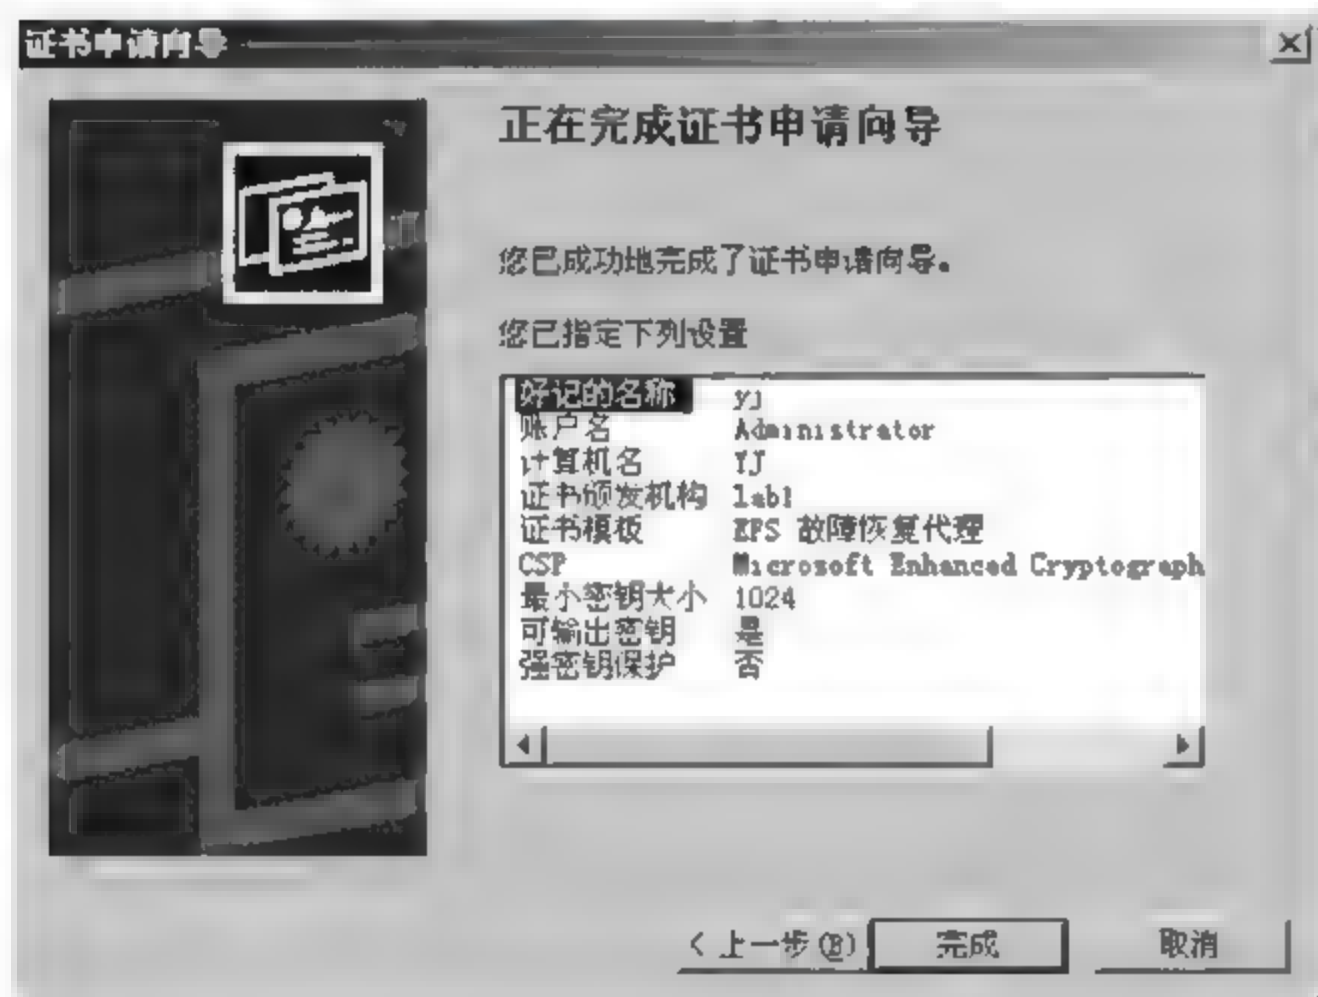 证书申请向导
正在完成证书申请向导
您已成功地完成了证书申请向导。
您已指定下列设置
好记的名称 yj
账户名 Administrator
计算机名 YJ
证书颁发机构 lab1
证书模板 EFS 故障恢复代理
CSP Microsoft Enhanced Cryptograph
最小密钥大小 1024
可输出密钥 是
强密钥保护 否
< 上一步(B) 完成 取消